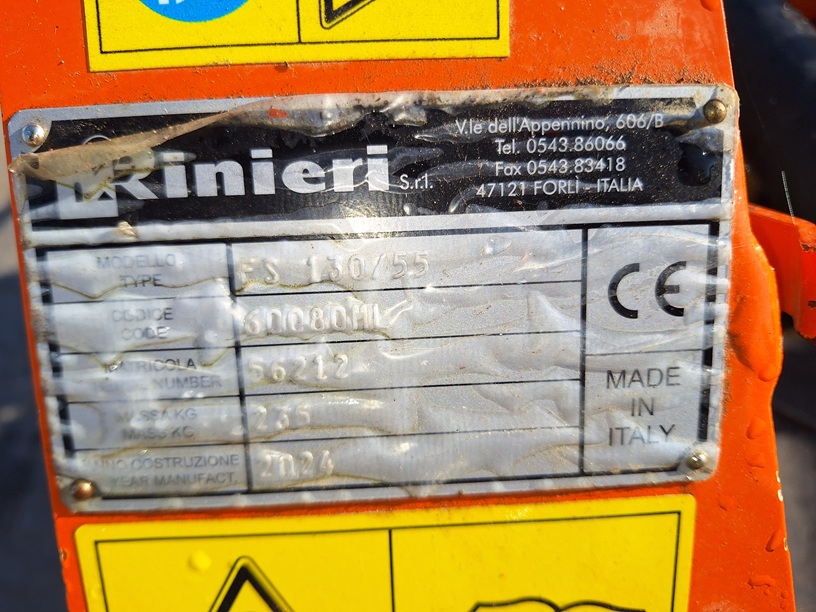 Rinieri S.r.l.
V.le dell'Appennino, 606/B
Tel. 0543.86066
Fax 0543.83418
47121 FORLÌ - ITALIA
MODELLO
TYPE
FS 130/55
CODICE
CODE
MATRICOLA
NUMBER
56212
MASSA KG
MASS KG
235
ANNO COSTRUZIONE
YEAR MANUFACT.
2024
CE
MADE
IN
ITALY